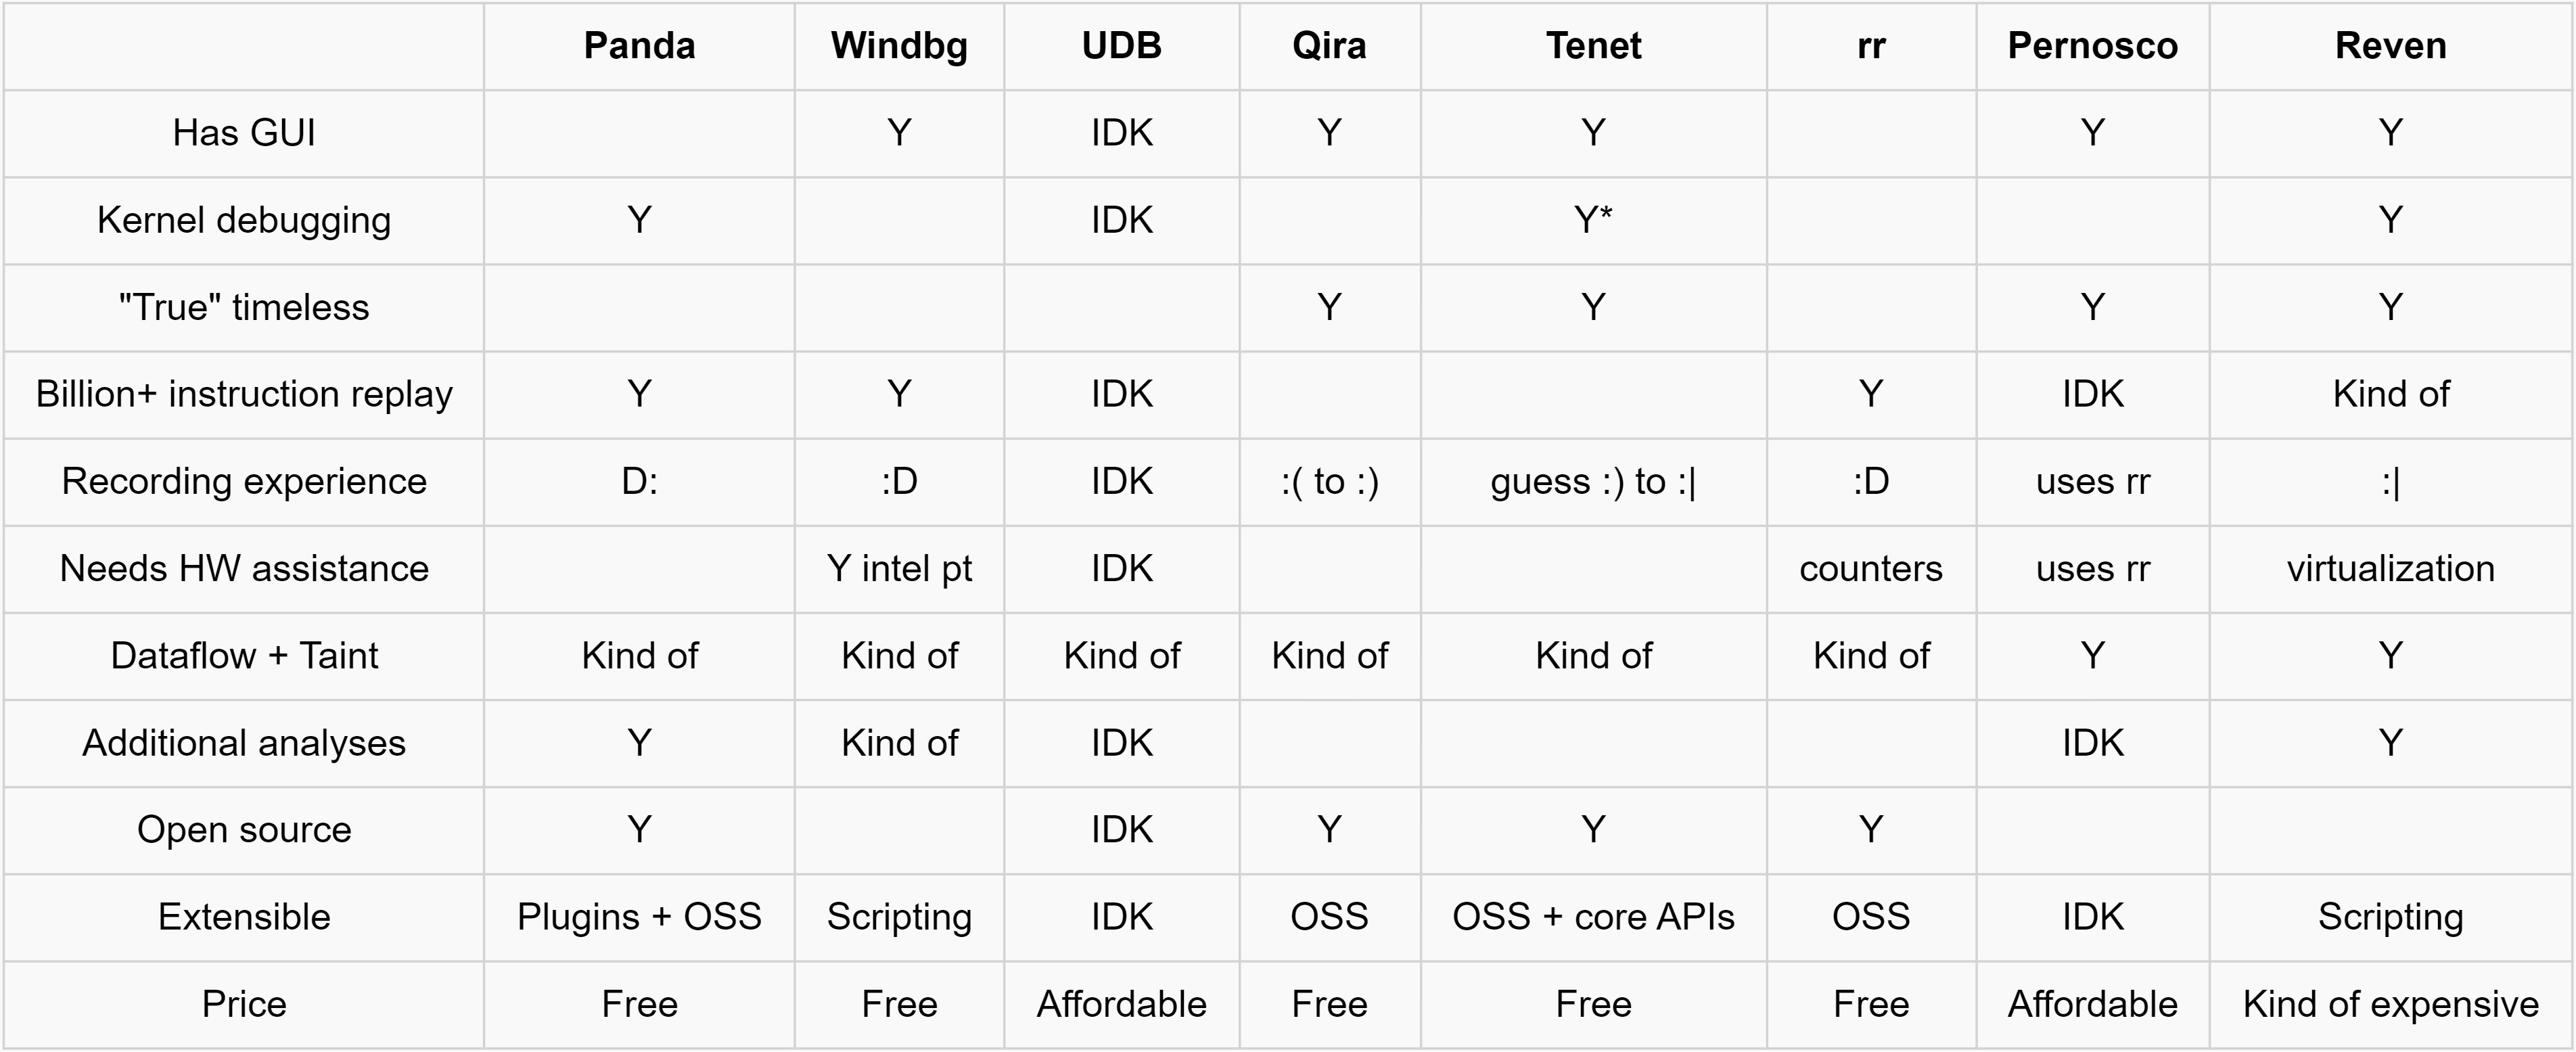 Panda Windbg UDB Qira Tenet rr Pernosco Reven
Has GUI Y IDK Y Y Y Y
Kernel debugging Y IDK Y* Y
"True" timeless Y Y Y Y
Billion+ instruction replay Y Y IDK Y IDK Kind of
Recording experience D: :D IDK :( to :) guess :) to :| :D uses rr :|
Needs HW assistance Y intel pt IDK counters uses rr virtualization
Dataflow + Taint Kind of Kind of Kind of Kind of Kind of Kind of Y Y
Additional analyses Y Kind of IDK IDK Y
Open source Y IDK Y Y Y
Extensible Plugins + OSS Scripting IDK OSS OSS + core APIs OSS IDK Scripting
Price Free Free Affordable Free Free Free Affordable Kind of expensive